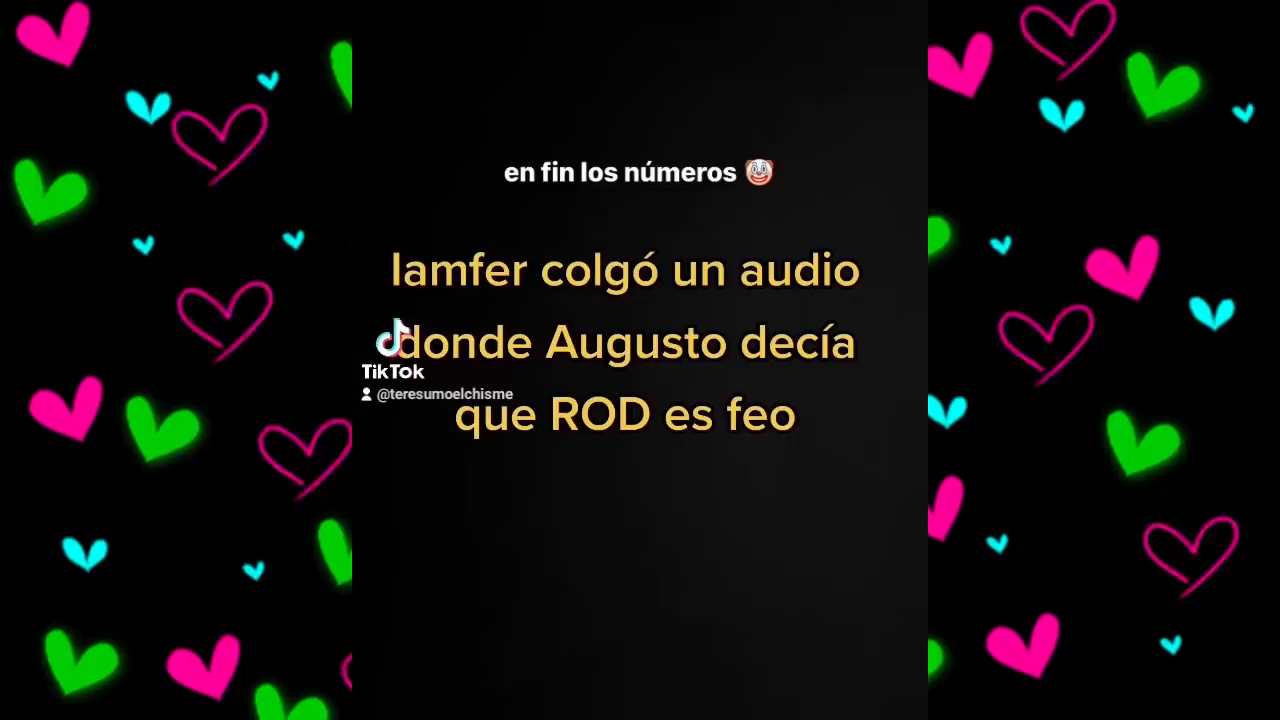 en fin los números 🤡
Iamfer colgó un audio
donde Augusto decía
TikTok
@teresumoelchisme
que ROD es feo